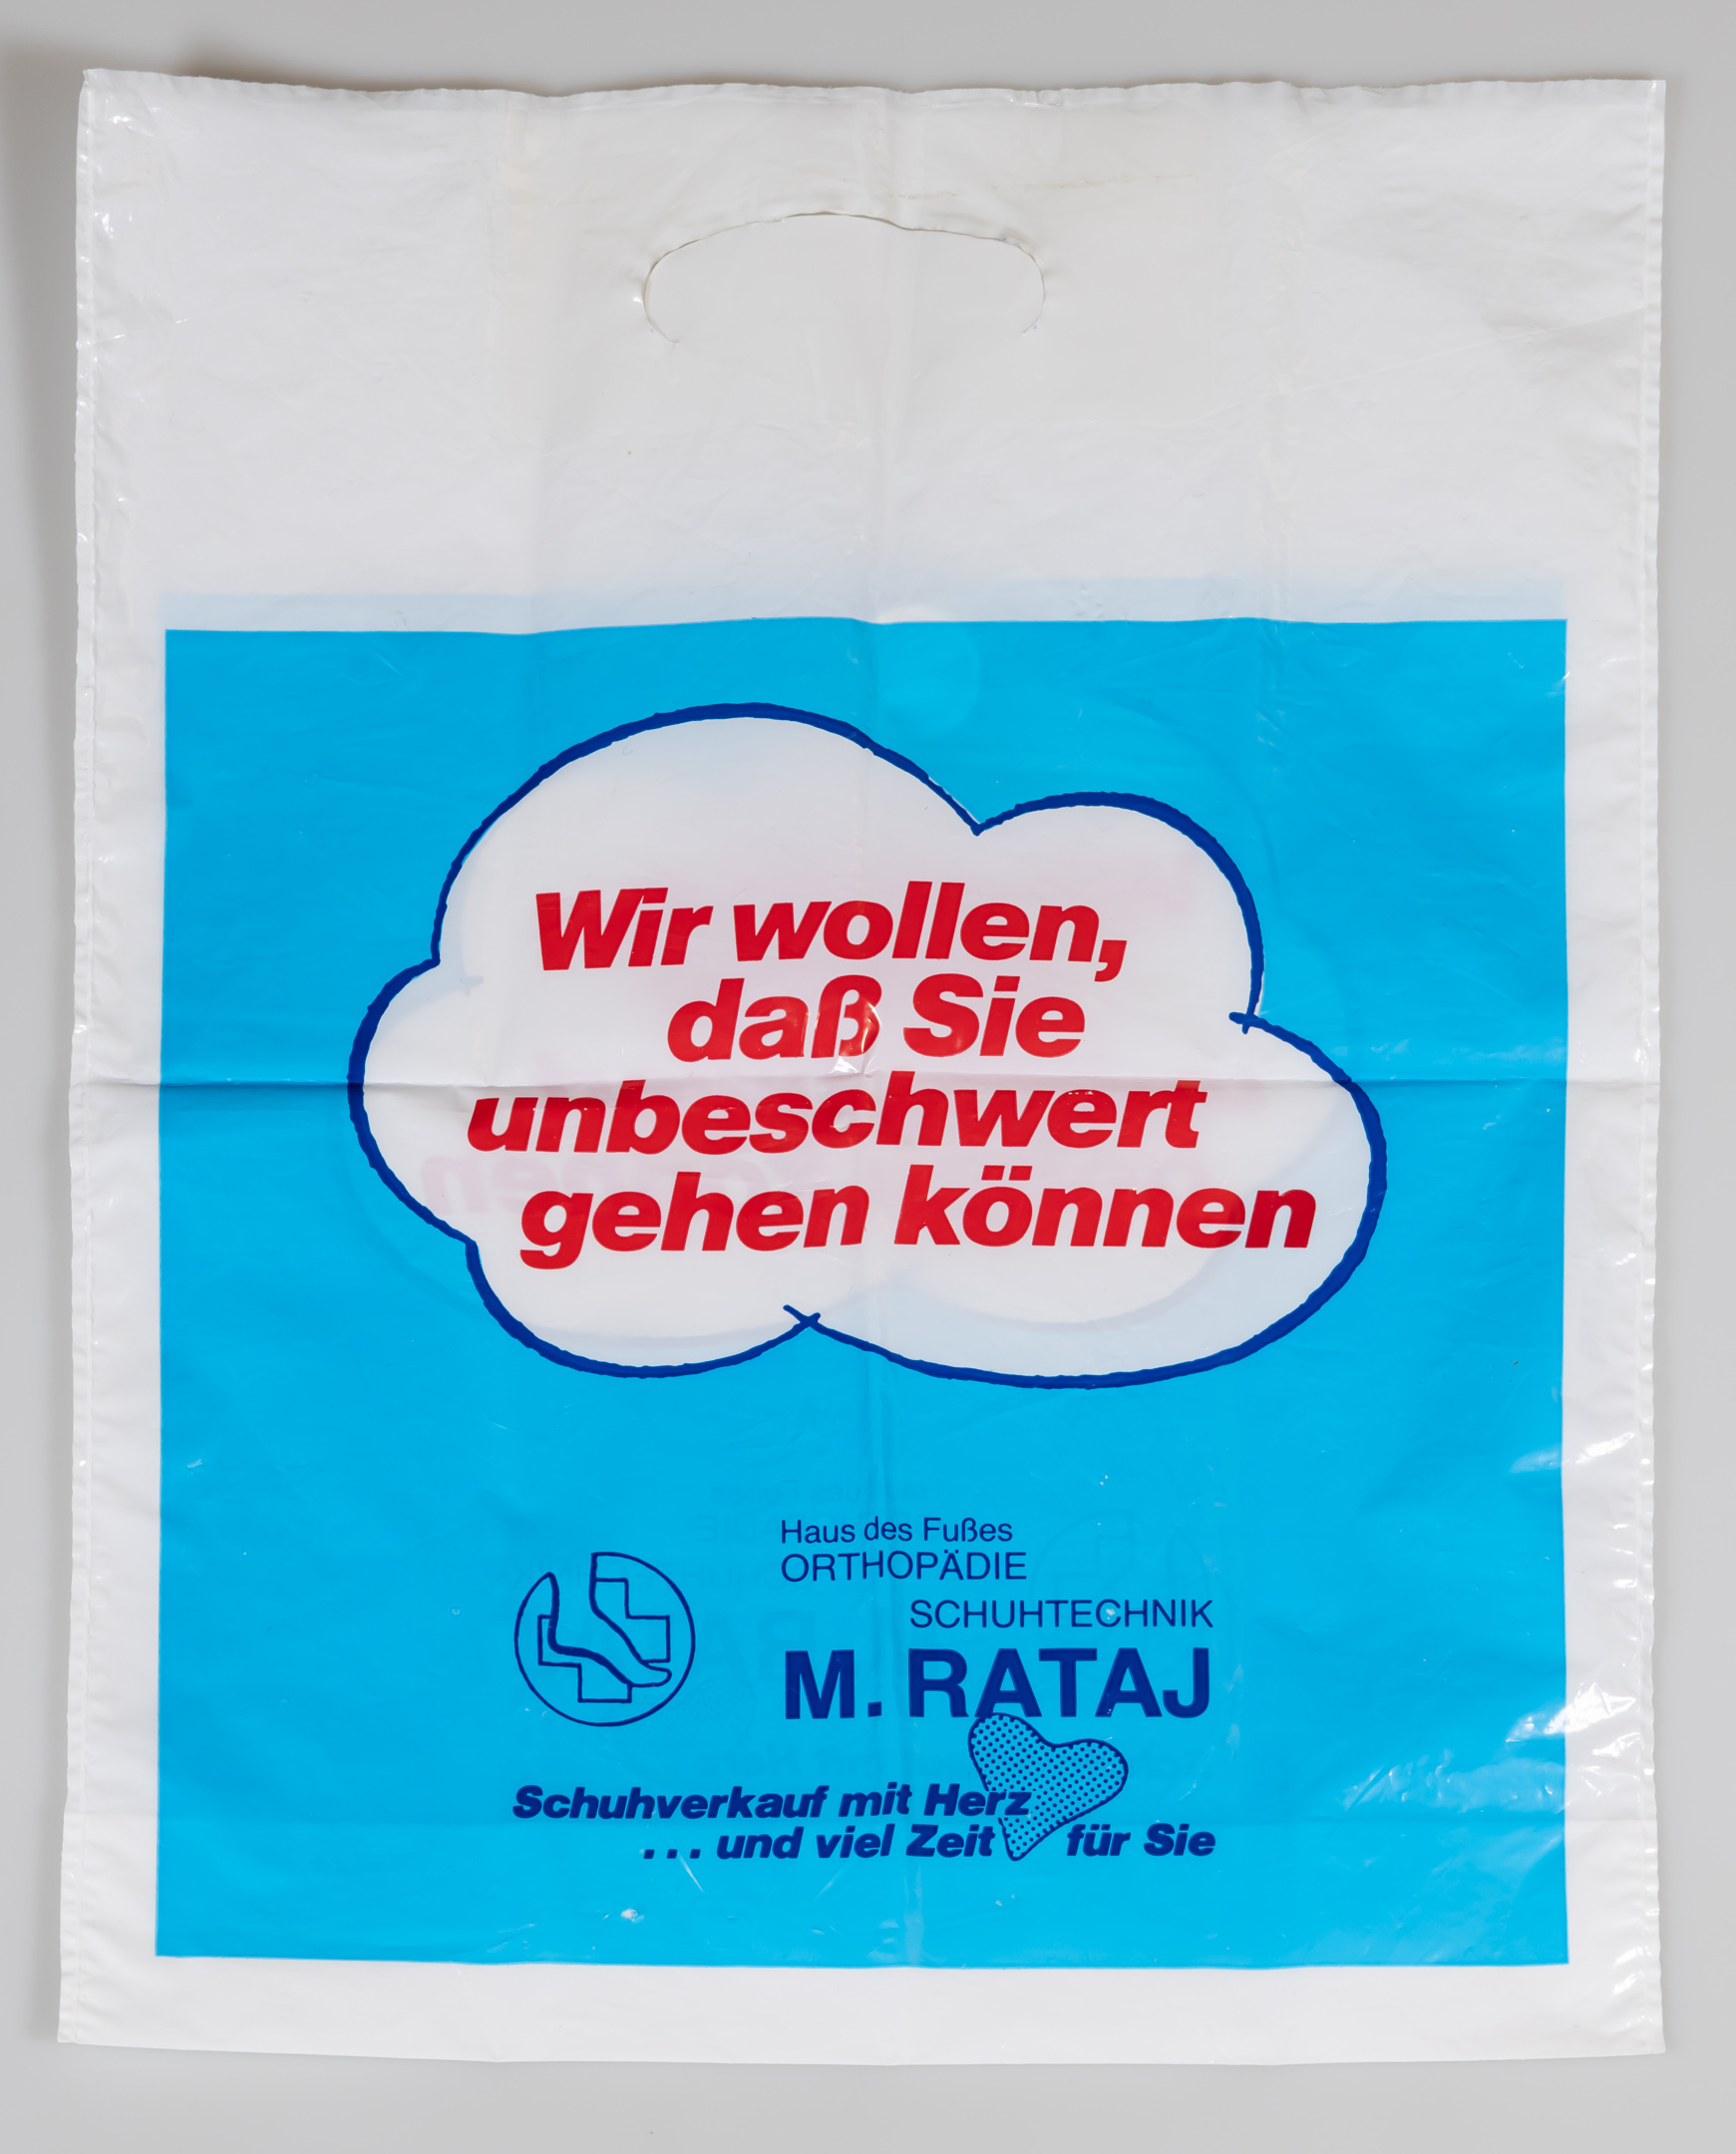 Wir wollen,
daß Sie
unbeschwert
gehen können
Haus des Fußes
ORTHOPÄDIE
SCHUHTECHNIK
M. RATAJ
Schuhverkauf mit Herz
... und viel Zeit für Sie